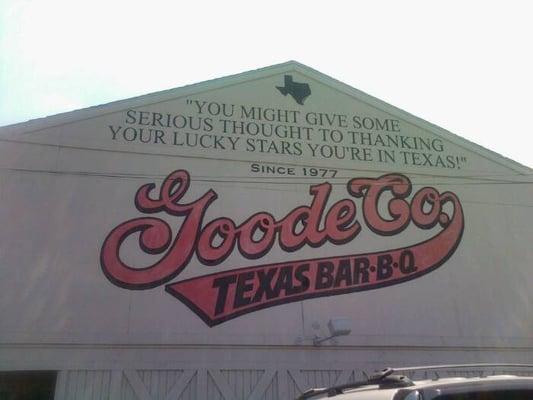 "YOU MIGHT GIVE SOME
SERIOUS THOUGHT TO THANKING
YOUR LUCKY STARS YOU'RE IN TEXAS!"
SINCE 1977
Goode Co.
TEXAS BAR·B·Q